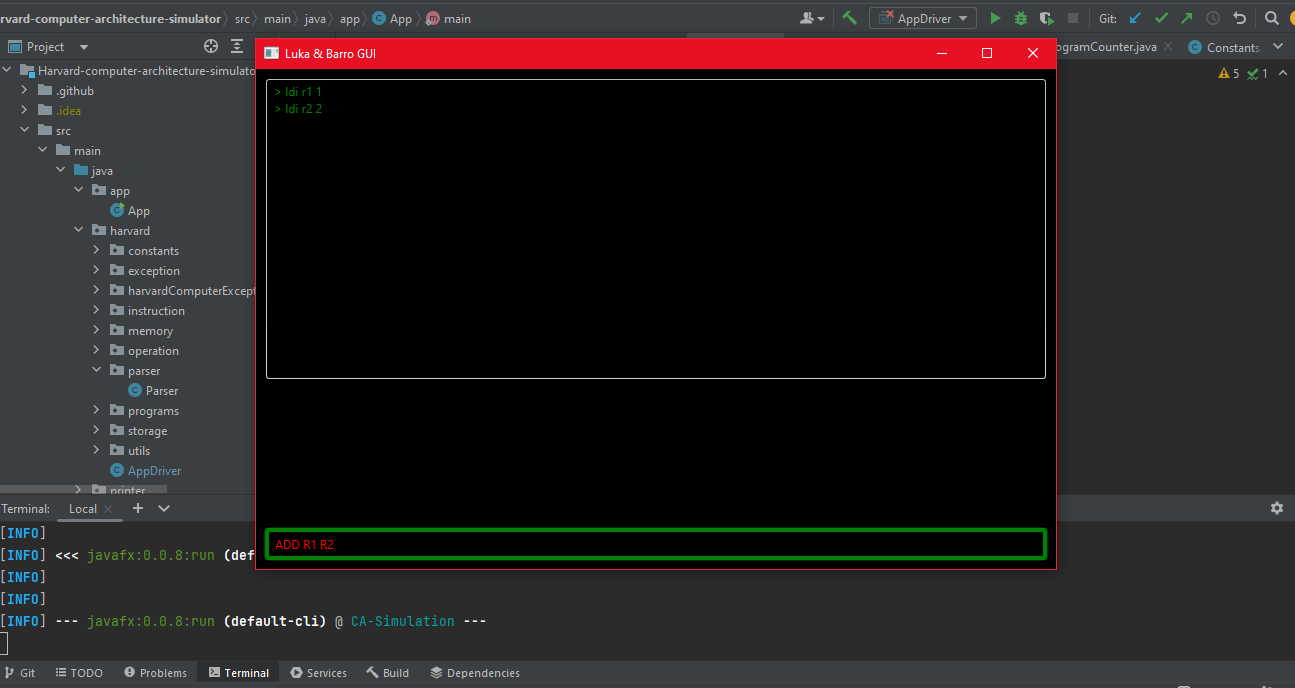 rvard-computer-architecture-simulator
src
main
java
app
App
main
AppDriver
Git:
Project
Luka & Barro GUI
ogramCounter.java
Constants
5
1
Harvard-computer-architecture-simulato
.github
.idea
src
main
java
app
App
harvard
constants
exception
harvardComputerExcept
instruction
memory
operation
parser
Parser
programs
storage
utils
AppDriver
printer
> ldi r1 1
> ldi r2 2
ADD R1 R2
Terminal:
Local
[INFO]
[INFO] <<< javafx:0.0.8:run (def
[INFO]
[INFO]
[INFO] --- javafx:0.0.8:run (default-cli) @ CA-Simulation ---
Git
TODO
Problems
Terminal
Services
Build
Dependencies